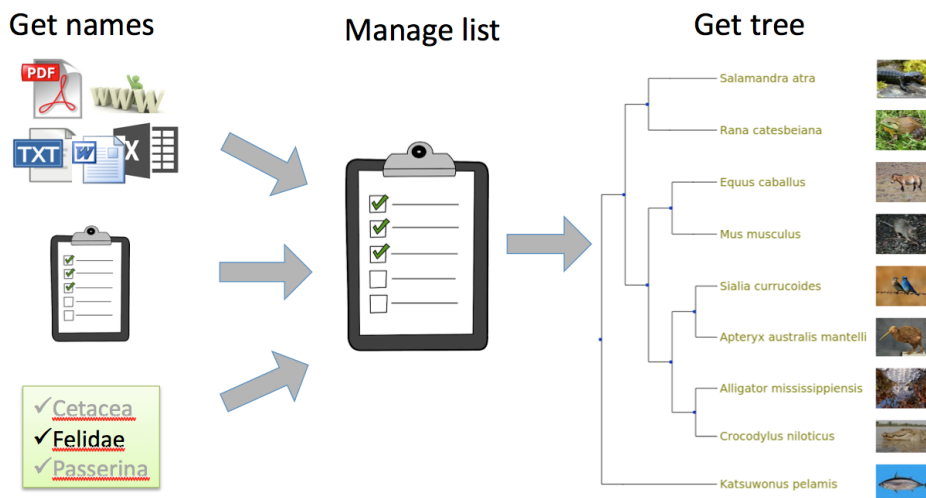 Get names
Manage list
Get tree
PDF
WWW
TXT
W
X
✓Cetacea
✓Felidae
✓Passerina
Salamandra atra
Rana catesbeiana
Equus caballus
Mus musculus
Sialia currucoides
Apteryx australis mantelli
Alligator mississippiensis
Crocodylus niloticus
Katsuwonus pelamis